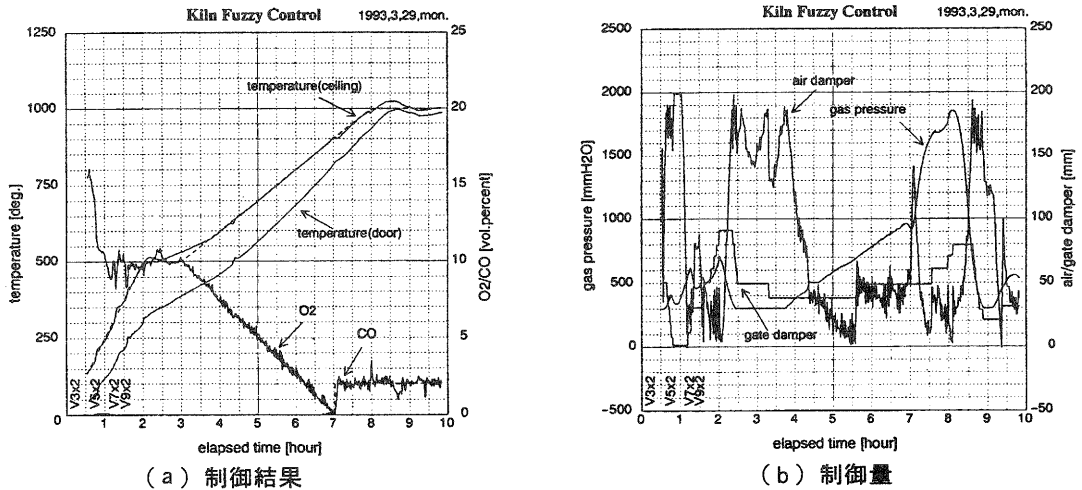 Kiln Fuzzy Control
1993,3,29,mon.
1250
1000
750
500
250
0
temperature [deg.]
25
20
15
10
5
0
O2/CO [vol.percent]
temperature(ceiling)
temperature(door)
O2
CO
V3x2
V5x2
V7x2
V9x2
0 1 2 3 4 5 6 7 8 9 10
elapsed time [hour]
(a) 制御結果
Kiln Fuzzy Control
1993,3,29,mon.
2500
2000
1500
1000
500
0
−500
gas pressure [mmH2O]
250
200
150
100
50
0
−50
air/gate damper [mm]
air damper
gas pressure
gate damper
V3x2
V5x2
V7x2
V9x2
0 1 2 3 4 5 6 7 8 9 10
elapsed time [hour]
(b) 制御量